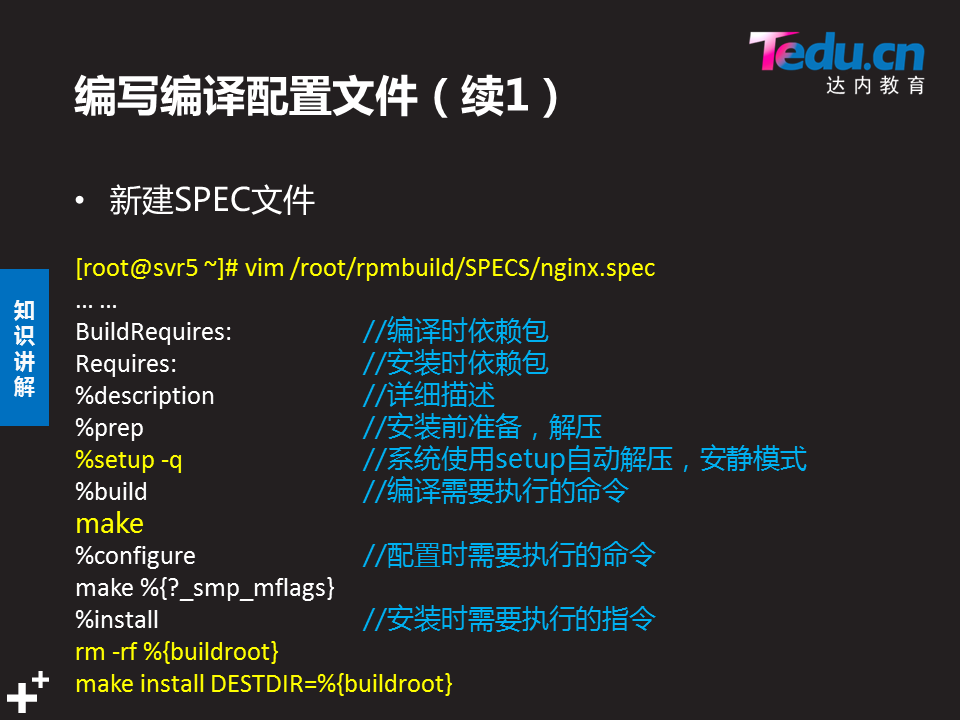 Tedu.cn
达内教育
编写编译配置文件（续1）
• 新建SPEC文件
[root@svr5 ~]# vim /root/rpmbuild/SPECS/nginx.spec
… …
BuildRequires: //编译时依赖包
Requires: //安装时依赖包
%description //详细描述
%prep //安装前准备，解压
%setup -q //系统使用setup自动解压，安静模式
%build //编译需要执行的命令
make
%configure //配置时需要执行的命令
make %{?_smp_mflags}
%install //安装时需要执行的指令
rm -rf %{buildroot}
make install DESTDIR=%{buildroot}
知识讲解